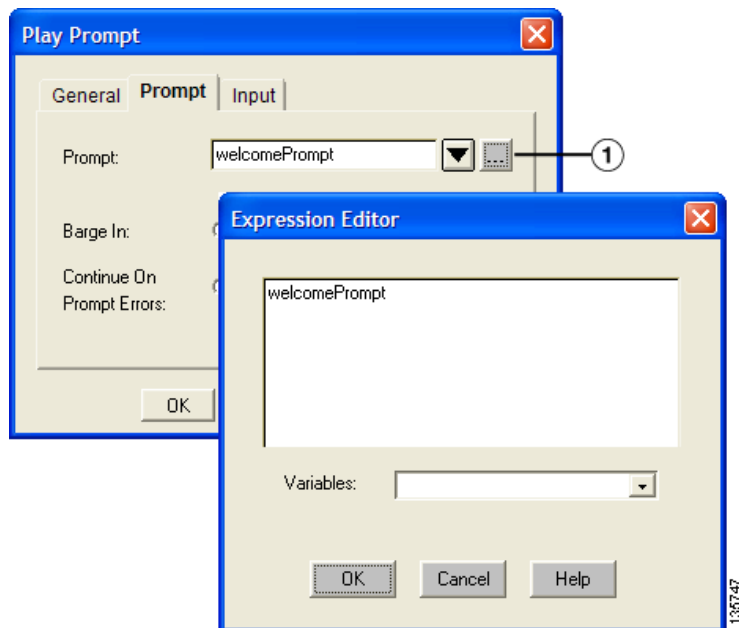 Play Prompt
General Prompt Input
Prompt: welcomePrompt ... 1
Barge In:
Continue On
Prompt Errors:
OK
Expression Editor
welcomePrompt
Variables:
OK Cancel Help
135747